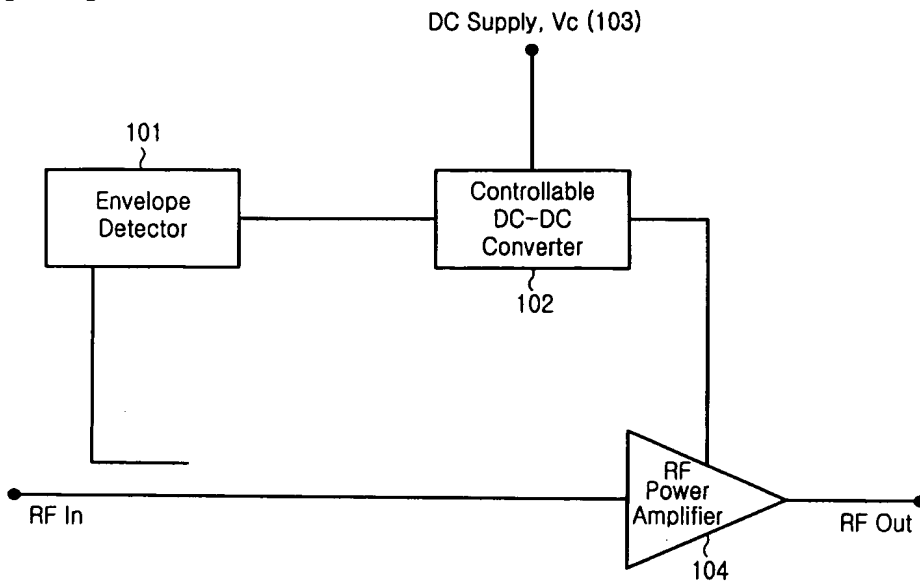 DC Supply, Vc (103)
101
Envelope
Detector
Controllable
DC-DC
Converter
102
RF
Power
Amplifier
RF In
RF Out
104